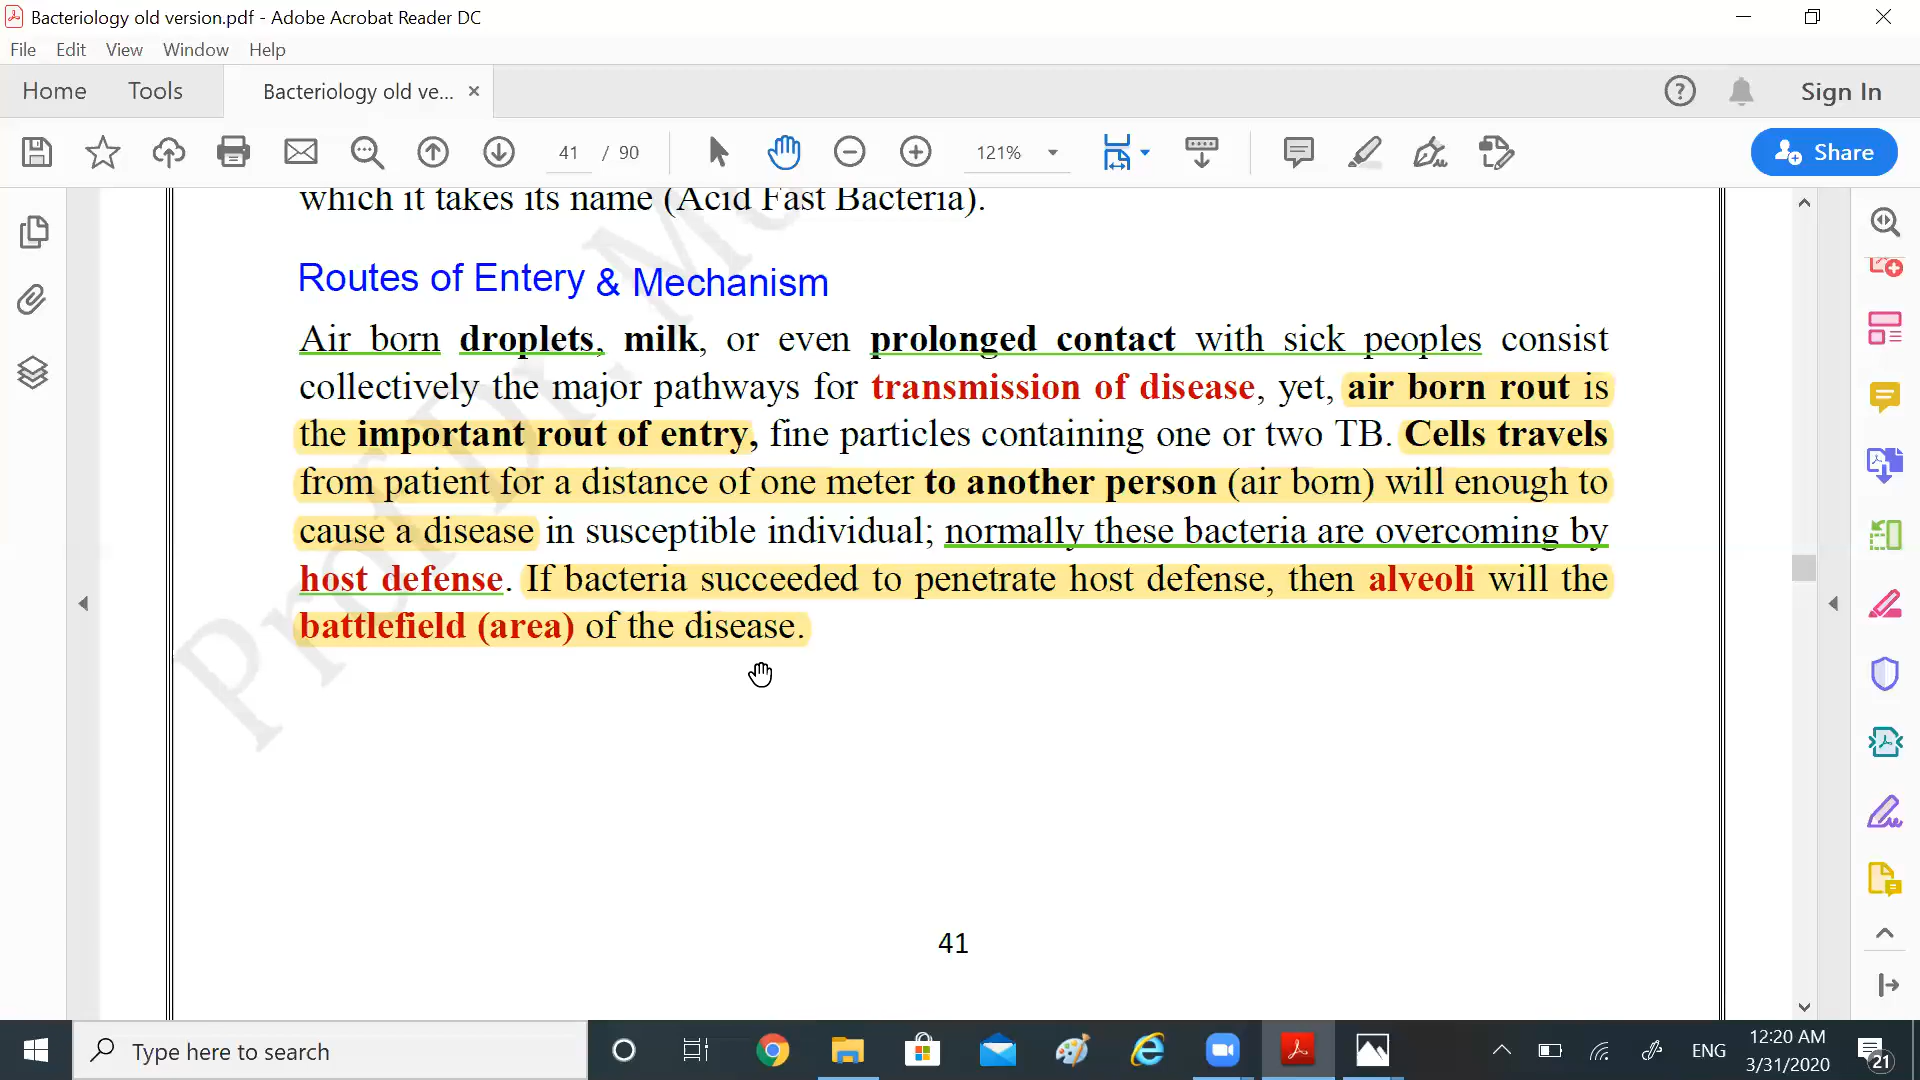 Bacteriology old version.pdf - Adobe Acrobat Reader DC
File Edit View Window Help
Home Tools Bacteriology old ve... × ? Sign In
41 / 90 121% Share
which it takes its name (Acid Fast Bacteria).
Routes of Entery & Mechanism
Air born droplets, milk, or even prolonged contact with sick peoples consist
collectively the major pathways for transmission of disease, yet, air born rout is
the important rout of entry, fine particles containing one or two TB. Cells travels
from patient for a distance of one meter to another person (air born) will enough to
cause a disease in susceptible individual; normally these bacteria are overcoming by
host defense. If bacteria succeeded to penetrate host defense, then alveoli will the
battlefield (area) of the disease.
Prof Dr.
41
Type here to search
ENG 12:20 AM
3/31/2020 21